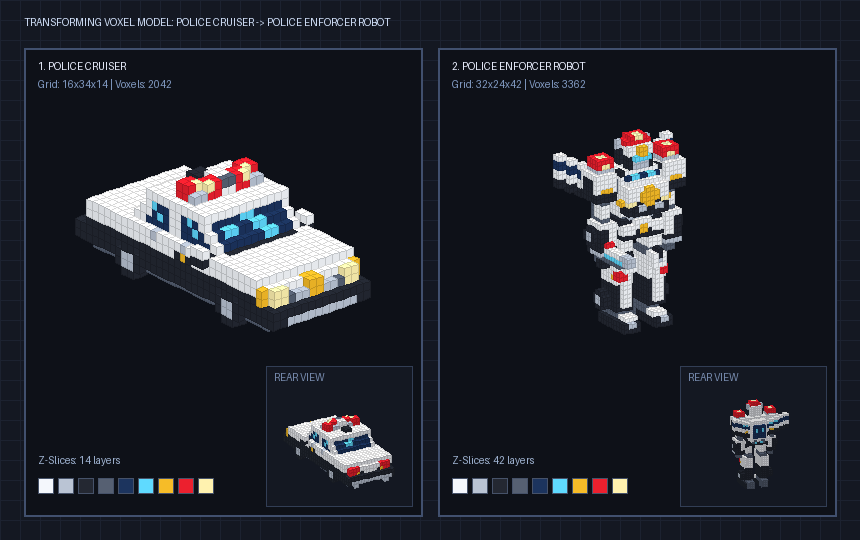 TRANSFORMING VOXEL MODEL: POLICE CRUISER -> POLICE ENFORCER ROBOT
1. POLICE CRUISER
Grid: 16x34x14 | Voxels: 2042
REAR VIEW
Z-Slices: 14 layers
2. POLICE ENFORCER ROBOT
Grid: 32x24x42 | Voxels: 3362
REAR VIEW
Z-Slices: 42 layers